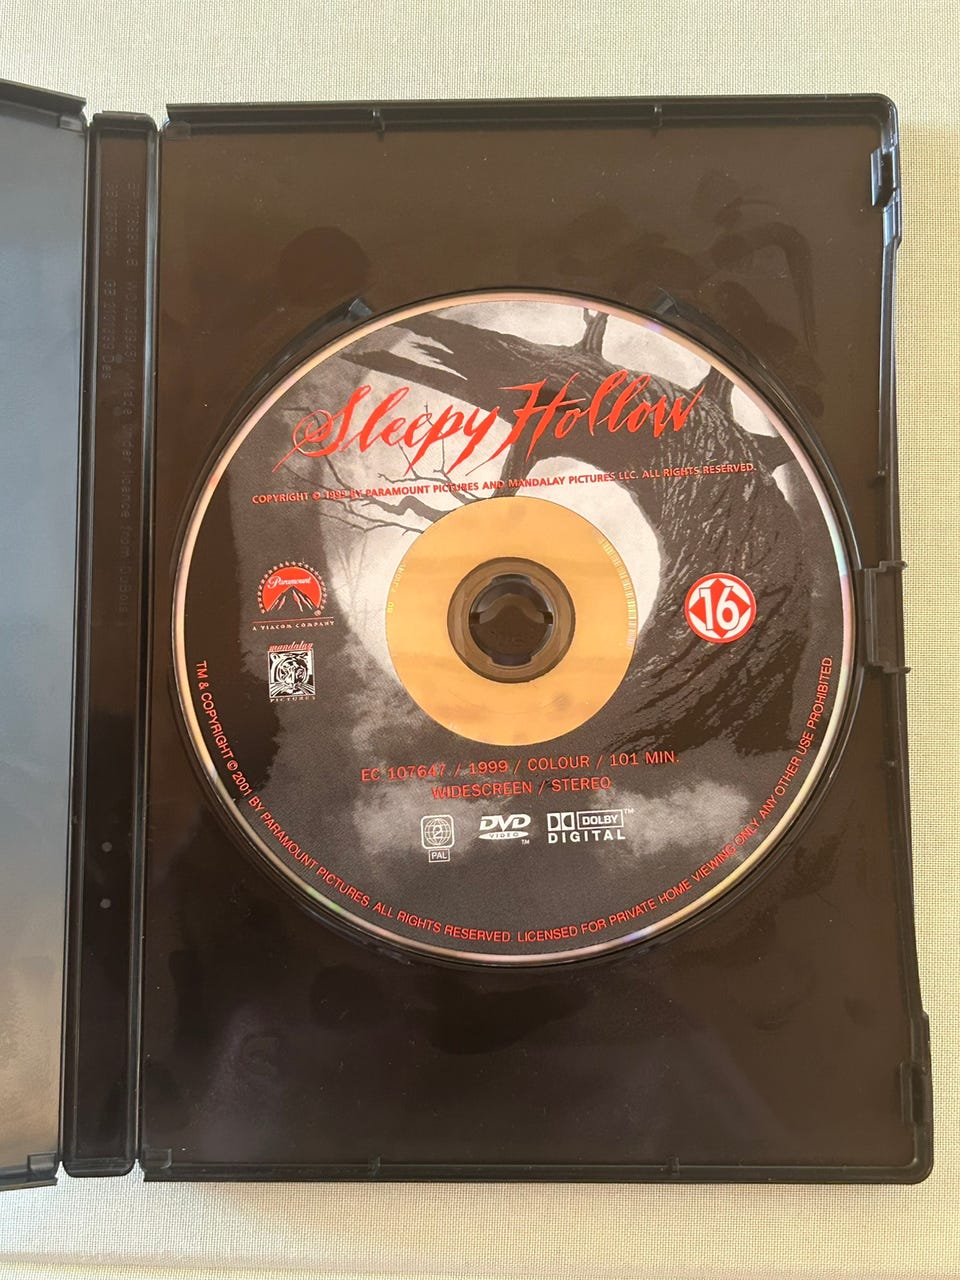 Sleepy Hollow
COPYRIGHT © 1999 BY PARAMOUNT PICTURES AND MANDALAY PICTURES LLC. ALL RIGHTS RESERVED.
Paramount
®
A VIACOM COMPANY
mandalay
PICTURES
16
EC 107647 / 1999 / COLOUR / 101 MIN.
WIDESCREEN / STEREO
2
PAL
DVD
VIDEO
TM
DOLBY
TM
DIGITAL
TM & COPYRIGHT © 2001 BY PARAMOUNT PICTURES. ALL RIGHTS RESERVED. LICENSED FOR PRIVATE HOME VIEWING ONLY. ANY OTHER USE PROHIBITED.